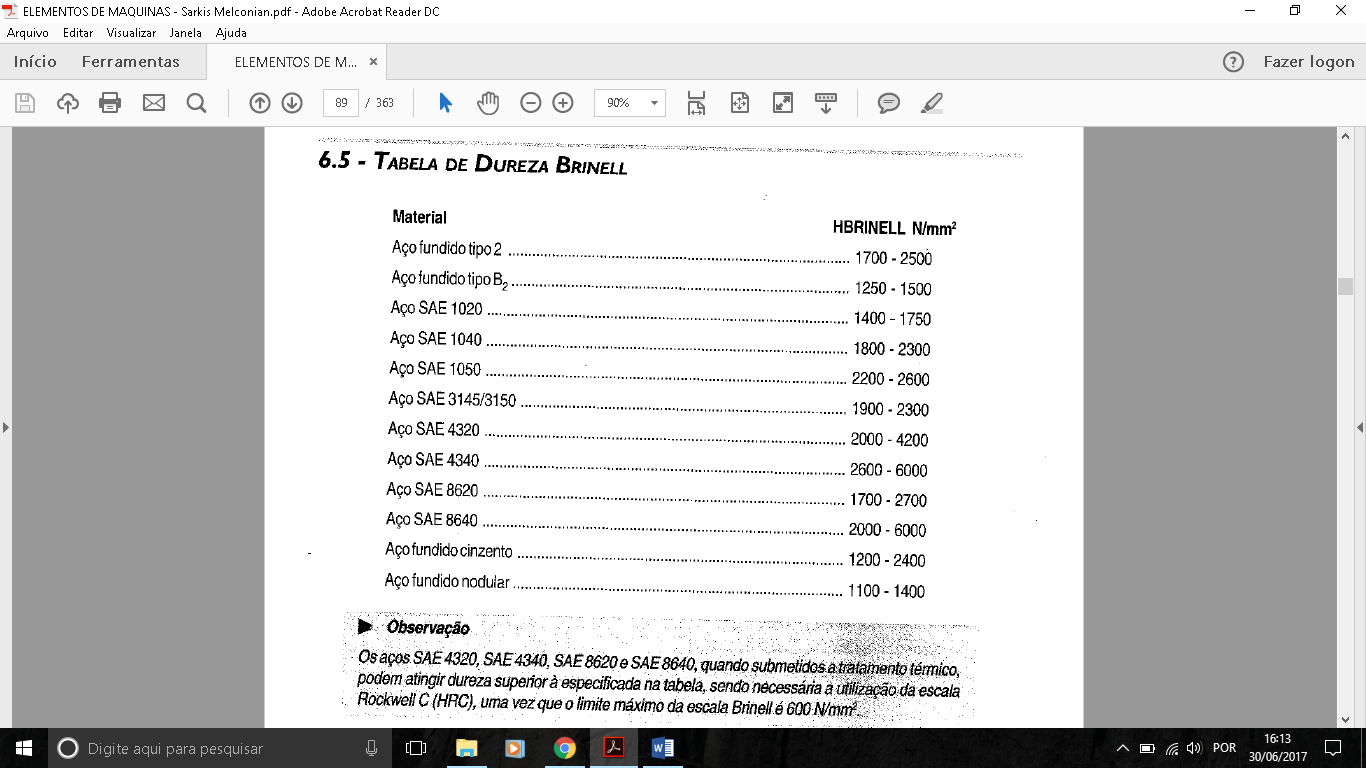 ELEMENTOS DE MAQUINAS - Sarkis Melconian.pdf - Adobe Acrobat Reader DC
Arquivo Editar Visualizar Janela Ajuda
Início Ferramentas ELEMENTOS DE M... × ? Fazer logon
89 / 363 90%
6.5 - TABELA DE DUREZA BRINELL
Material HBRINELL N/mm²
Aço fundido tipo 2 ........ 1700 - 2500
Aço fundido tipo B₂ ........ 1250 - 1500
Aço SAE 1020 ........ 1400 - 1750
Aço SAE 1040 ........ 1800 - 2300
Aço SAE 1050 ........ 2200 - 2600
Aço SAE 3145/3150 ........ 1900 - 2300
Aço SAE 4320 ........ 2000 - 4200
Aço SAE 4340 ........ 2600 - 6000
Aço SAE 8620 ........ 1700 - 2700
Aço SAE 8640 ........ 2000 - 6000
Aço fundido cinzento ........ 1200 - 2400
Aço fundido nodular ........ 1100 - 1400
► Observação
Os aços SAE 4320, SAE 4340, SAE 8620 e SAE 8640, quando submetidos a tratamento térmico,
podem atingir dureza superior à especificada na tabela, sendo necessária a utilização da escala
Rockwell C (HRC), uma vez que o limite máximo da escala Brinell é 600 N/mm².
Digite aqui para pesquisar POR 16:13
30/06/2017